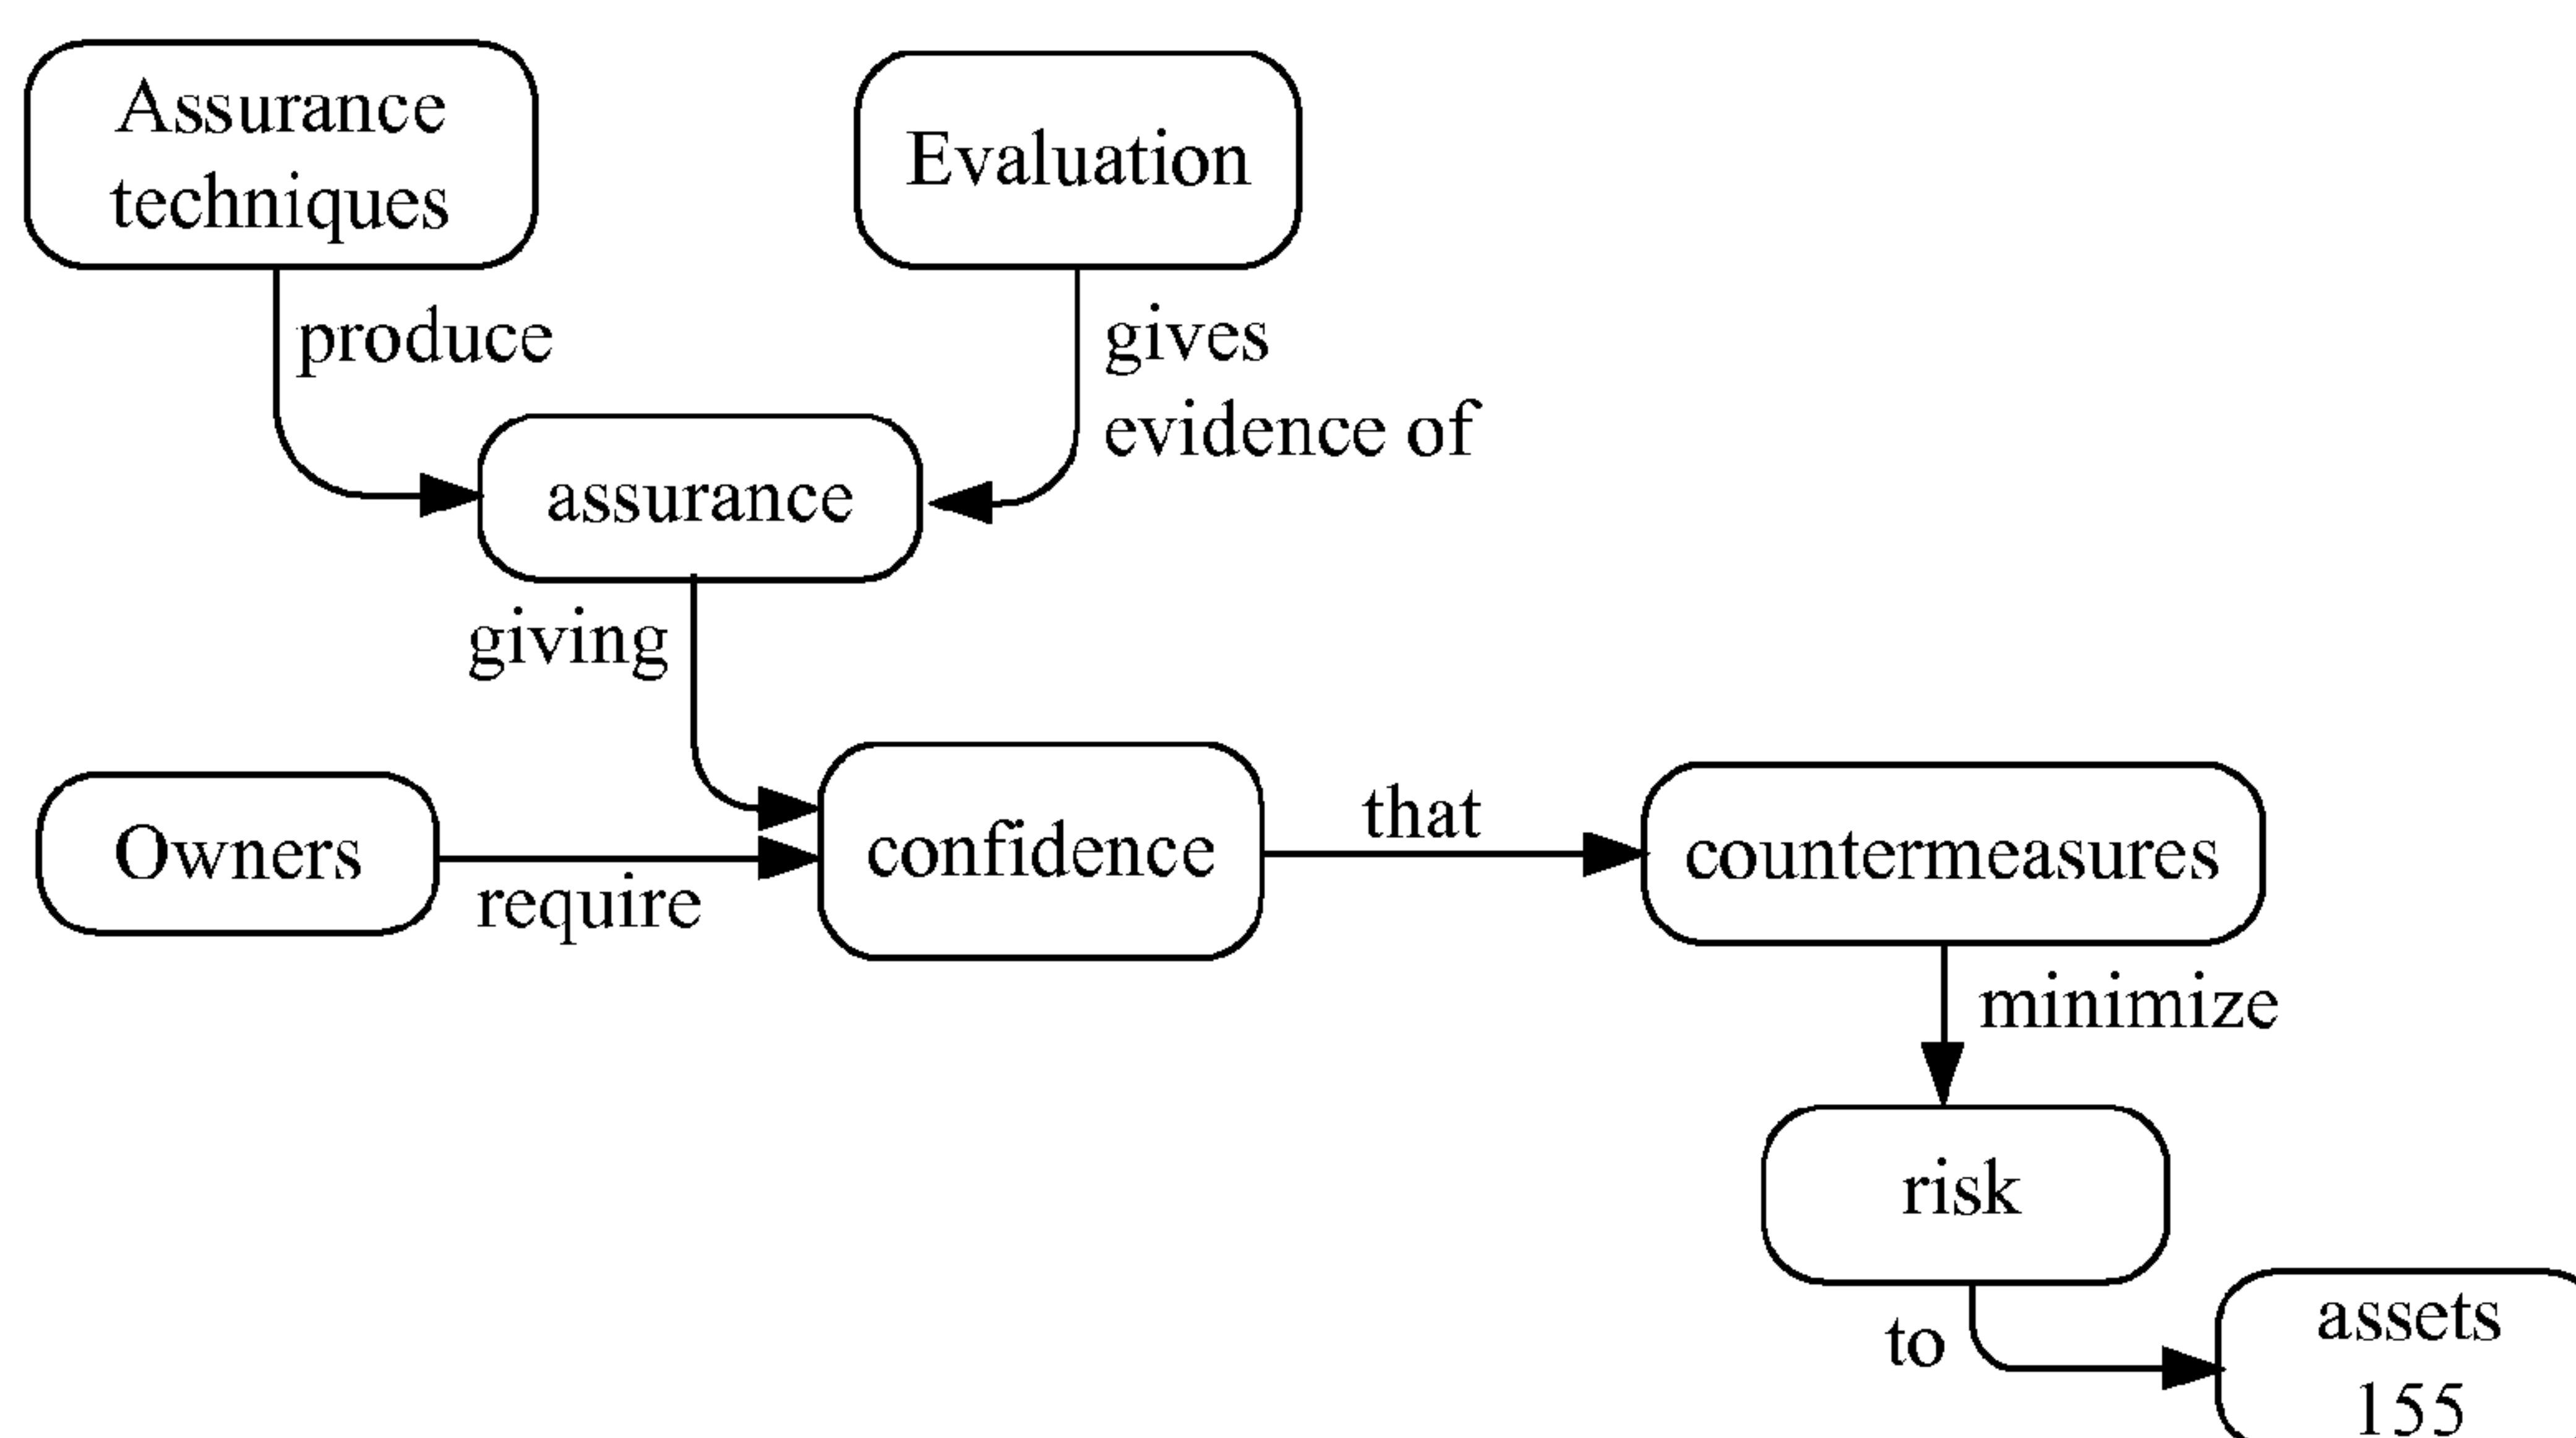 Assurance
techniques
Evaluation
produce
gives
evidence of
assurance
giving
Owners
require
confidence
that
countermeasures
minimize
risk
to
assets
155